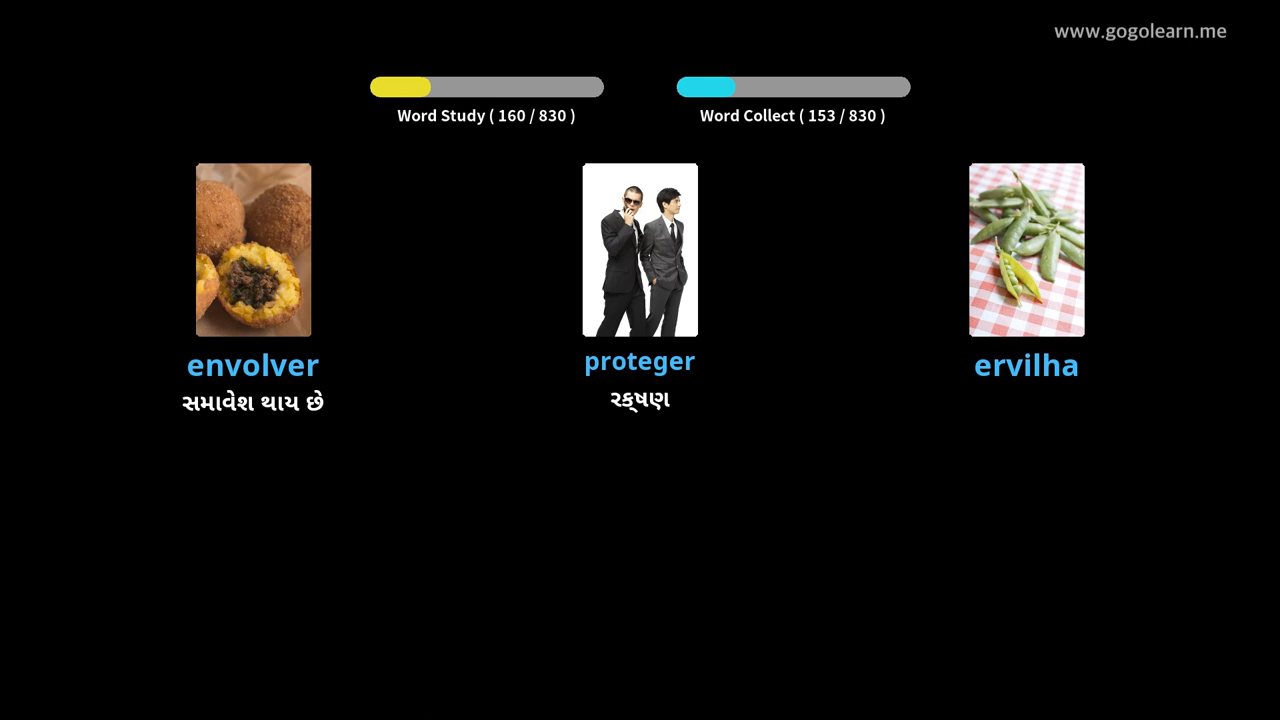 www.gogolearn.me
Word Study ( 160 / 830 )
Word Collect ( 153 / 830 )
envolver
proteger
ervilha
સમાવેશ થાય છે
રક્ષણ